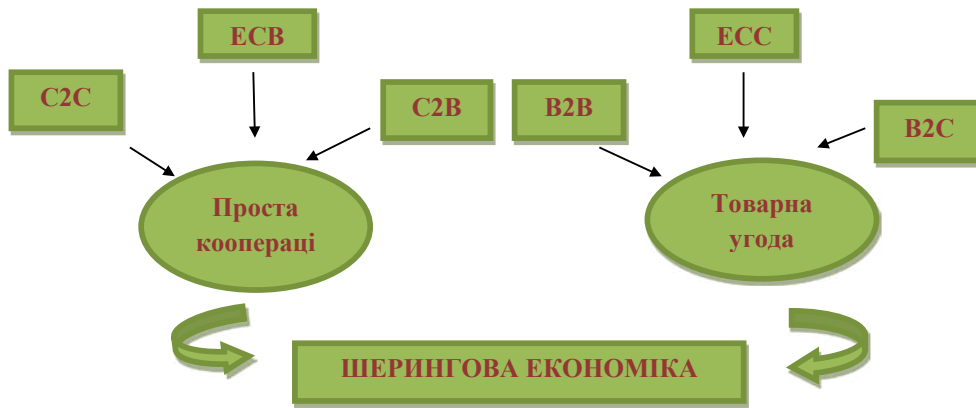 ЕСВ
ЕСС
С2С
С2В
В2В
В2С
Проста
коопераці
Товарна
угода
ШЕРИНГОВА ЕКОНОМІКА